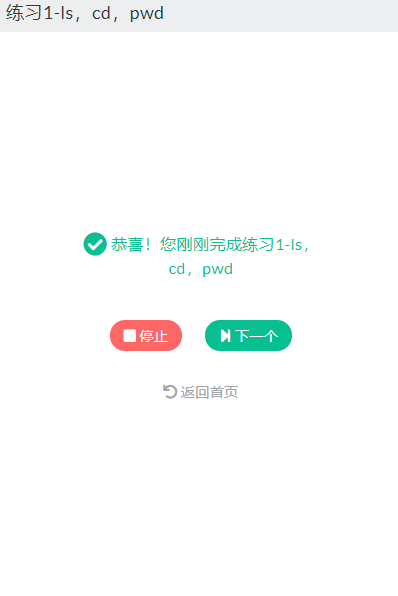 练习1-ls，cd，pwd
恭喜！您刚刚完成练习1-ls，
cd，pwd
停止
下一个
返回首页